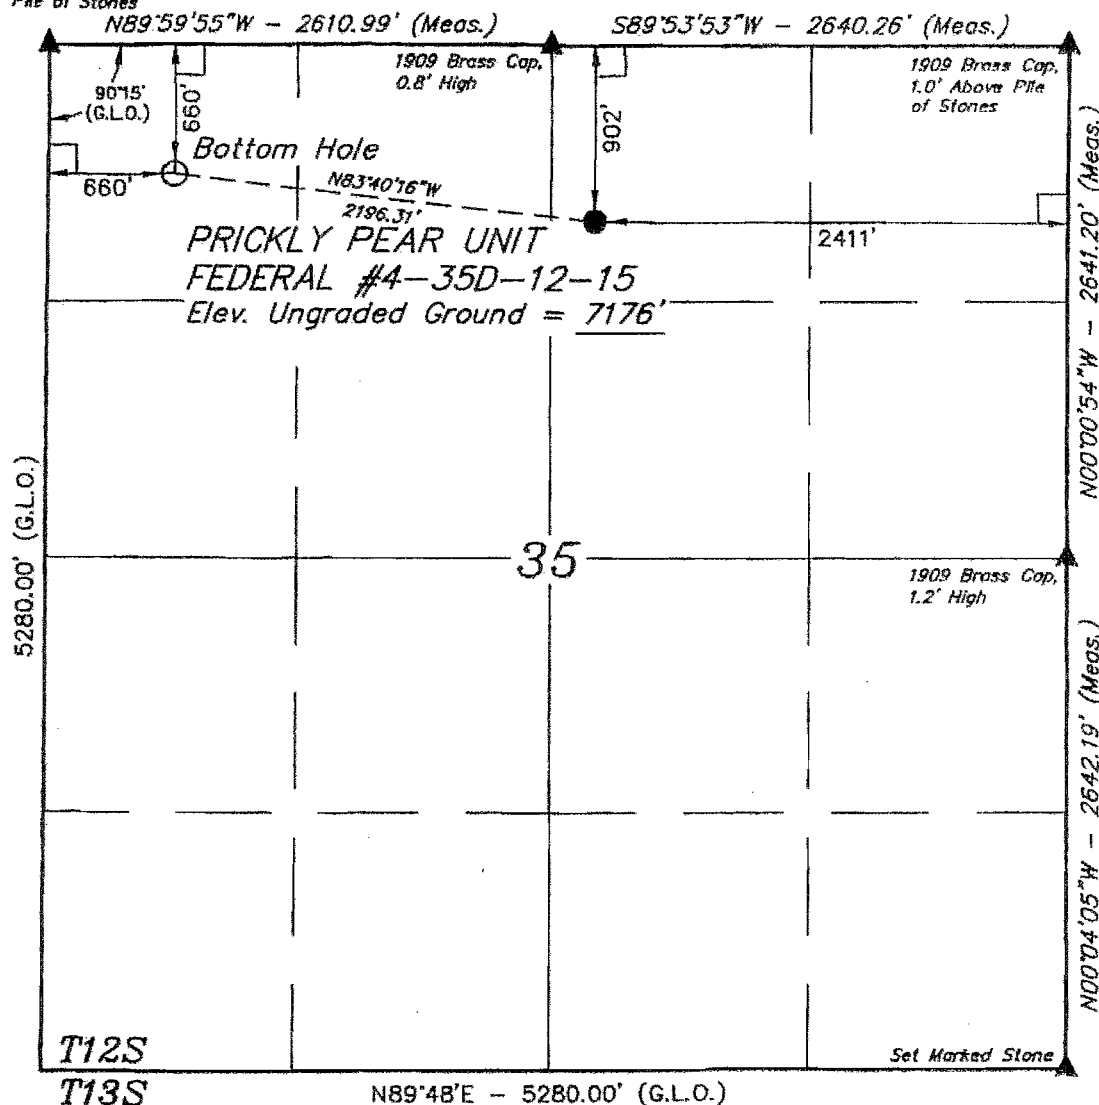 Pile of Stones
N89°59'55"W - 2610.99' (Meas.)
S89°53'53"W - 2640.26' (Meas.)
1909 Brass Cap,
0.8' High
1909 Brass Cap,
1.0' Above Pile
of Stones
90°15'
(G.L.O.)
660'
902'
Bottom Hole
660'
N83°40'16"W
2196.31'
2411'
PRICKLY PEAR UNIT
FEDERAL #4-35D-12-15
Elev. Ungraded Ground = 7176'
N00°00'54"W - 2641.20' (Meas.)
5280.00' (G.L.O.)
35
1909 Brass Cap,
1.2' High
N00°04'05"W - 2642.19' (Meas.)
T12S
Set Marked Stone
T13S
N89°48'E - 5280.00' (G.L.O.)